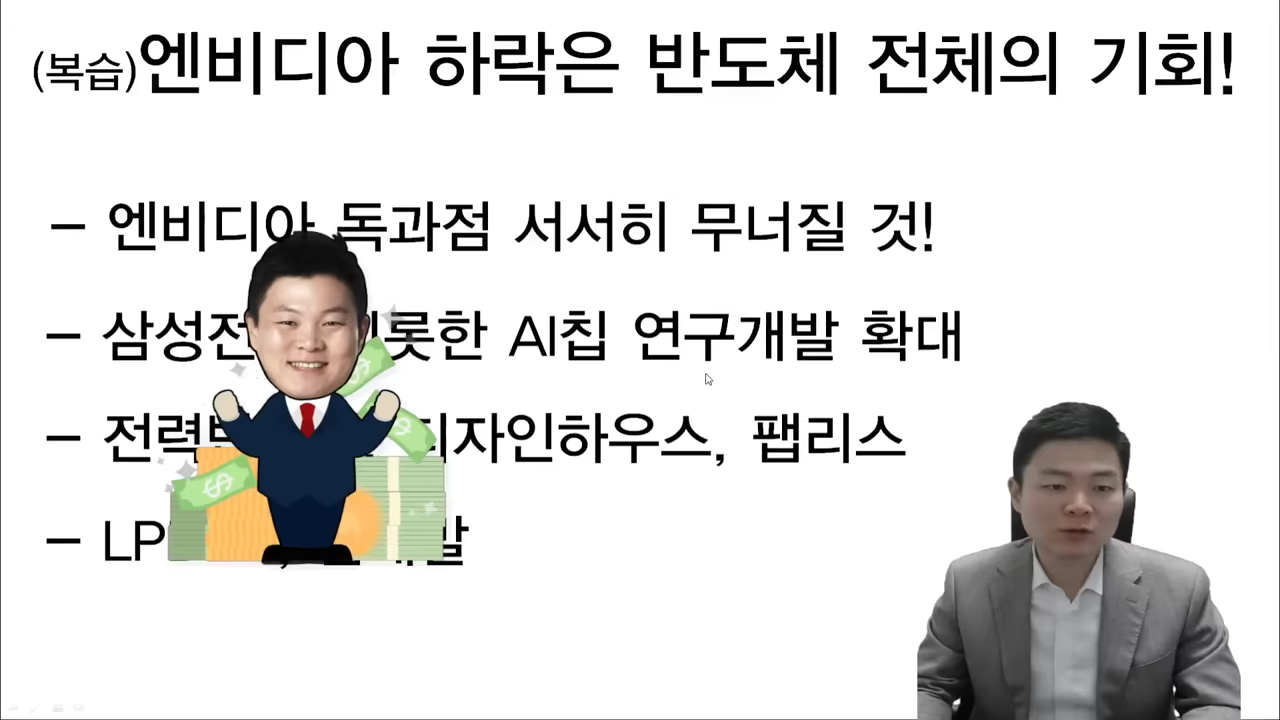 (복습)엔비디아 하락은 반도체 전체의 기회!
– 엔비디아 독과점 서서히 무너질 것!
– 삼성전 롯한 AI칩 연구개발 확대
– 전력 디자인하우스, 팹리스
– LP